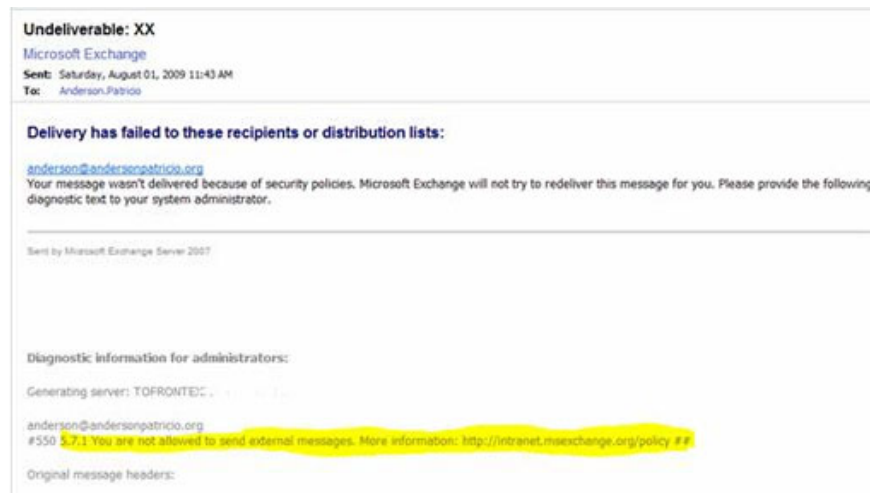 Undeliverable: XX
Microsoft Exchange
Sent: Saturday, August 01, 2009 11:43 AM
To: Anderson.Patricio
Delivery has failed to these recipients or distribution lists:
anderson@andersonpatricio.org
Your message wasn't delivered because of security policies. Microsoft Exchange will not try to redeliver this message for you. Please provide the following
diagnostic text to your system administrator.
Sent by Microsoft Exchange Server 2007
Diagnostic information for administrators:
Generating server: TOFRONTEX.
anderson@andersonpatricio.org
#550 5.7.1 You are not allowed to send external messages. More information: http://intranet.msexchange.org/policy ##
Original message headers: